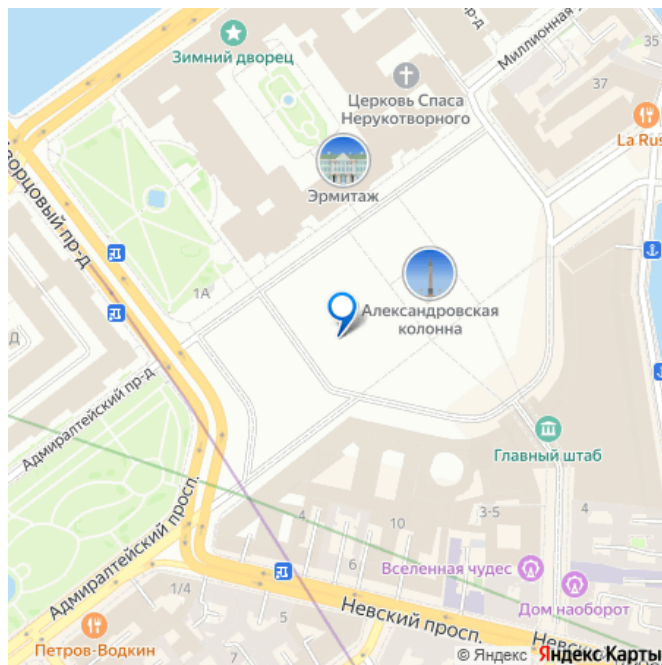 Зимний дворец
пр-д
Миллионная
35
37
Церковь Спаса
Нерукотворного
La Rus
Эрмитаж
Дворцовый пр-д
1А
Александровская
колонна
Д
Адмиралтейский пр-д
Главный штаб
Адмиралтейский просп.
4
10
3-5
4
6
Вселенная чудес
1/4
5
Дом наоборот
Невский просп.
Невский
Петров-Водкин
© Яндекс Яндекс Карты